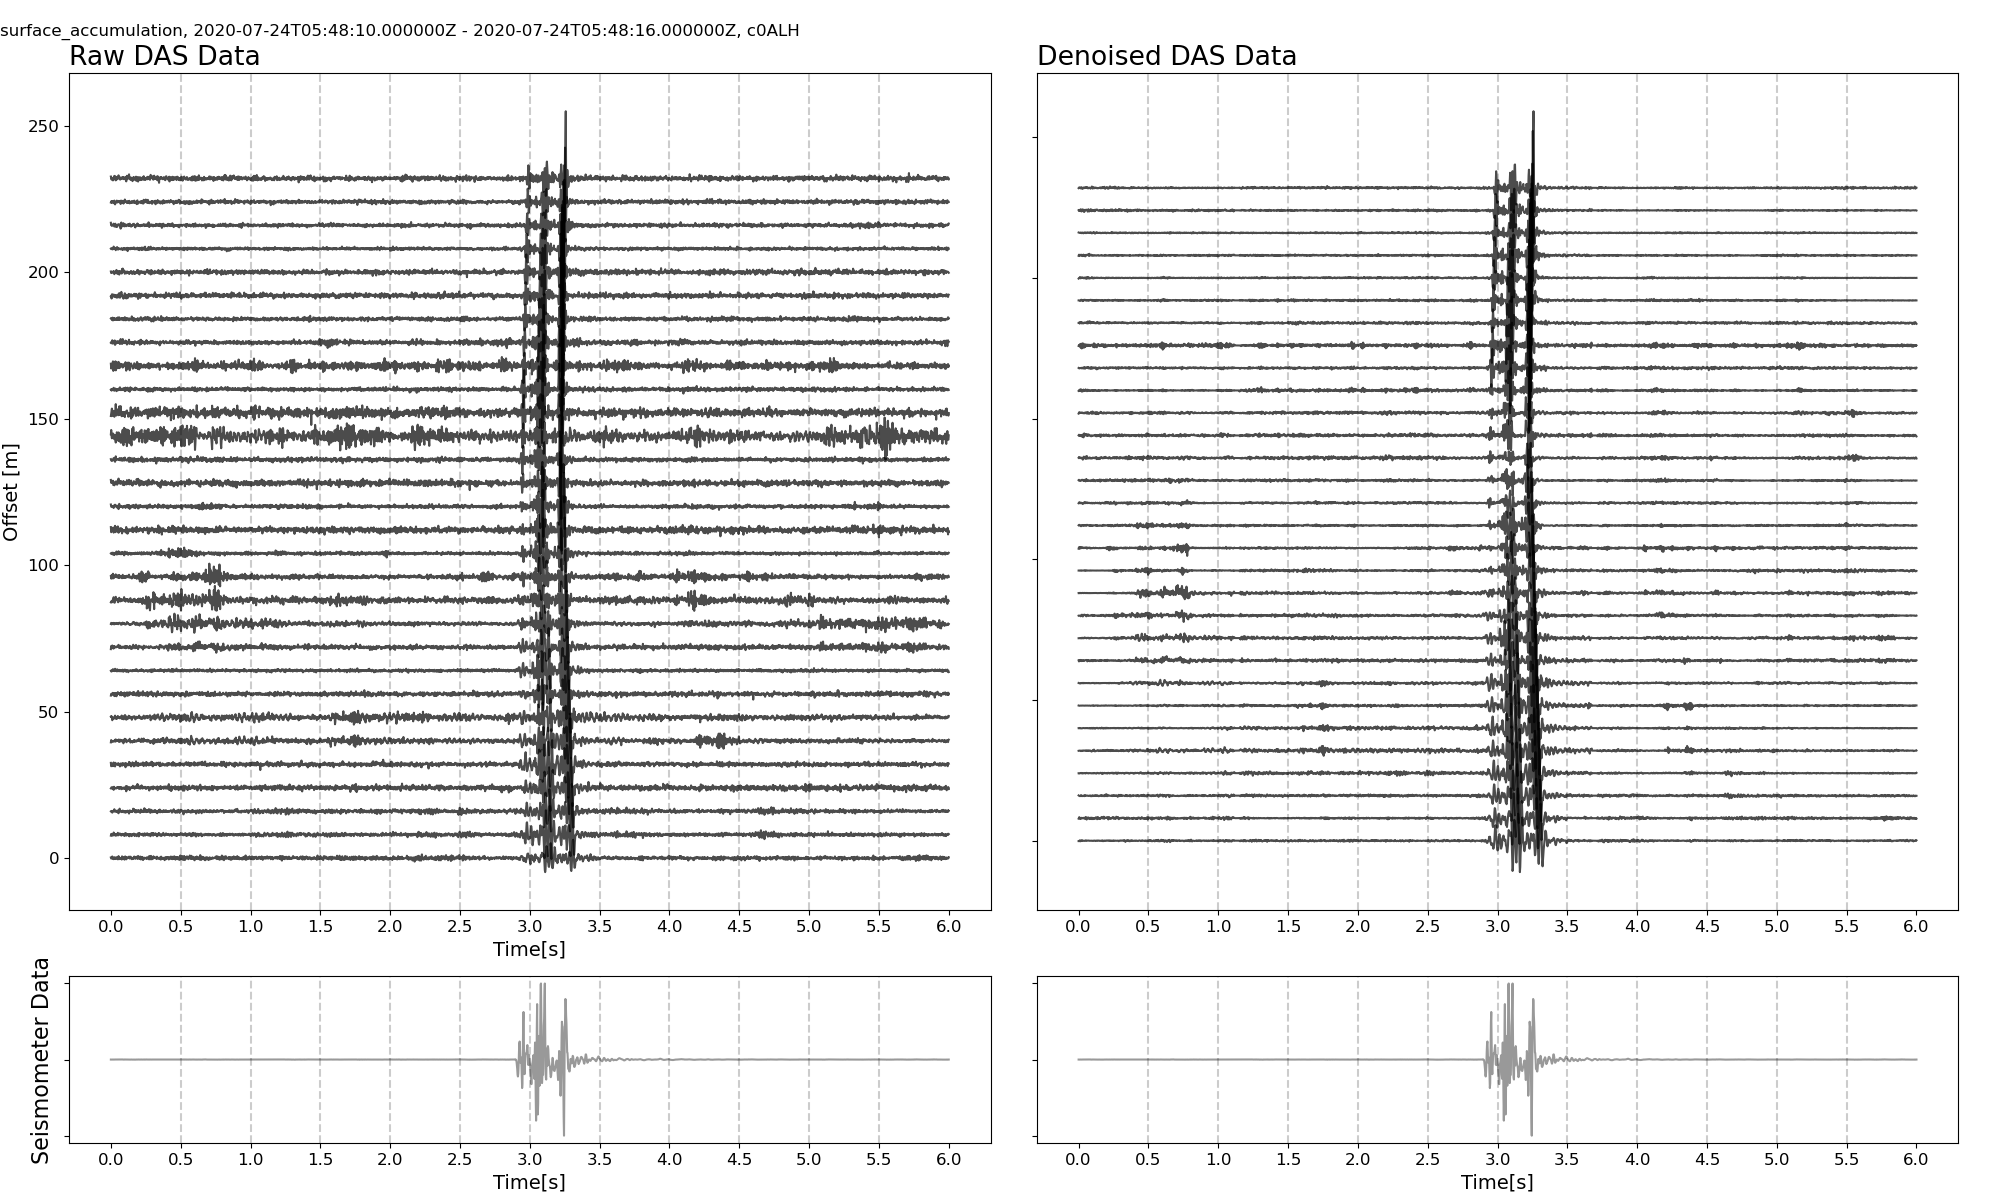 surface_accumulation, 2020-07-24T05:48:10.000000Z - 2020-07-24T05:48:16.000000Z, c0ALH
Raw DAS Data
Denoised DAS Data
Offset [m]
250
200
150
100
50
0
0.0 0.5 1.0 1.5 2.0 2.5 3.0 3.5 4.0 4.5 5.0 5.5 6.0
Time[s]
0.0 0.5 1.0 1.5 2.0 2.5 3.0 3.5 4.0 4.5 5.0 5.5 6.0
Seismometer Data
0.0 0.5 1.0 1.5 2.0 2.5 3.0 3.5 4.0 4.5 5.0 5.5 6.0
Time[s]
0.0 0.5 1.0 1.5 2.0 2.5 3.0 3.5 4.0 4.5 5.0 5.5 6.0
Time[s]